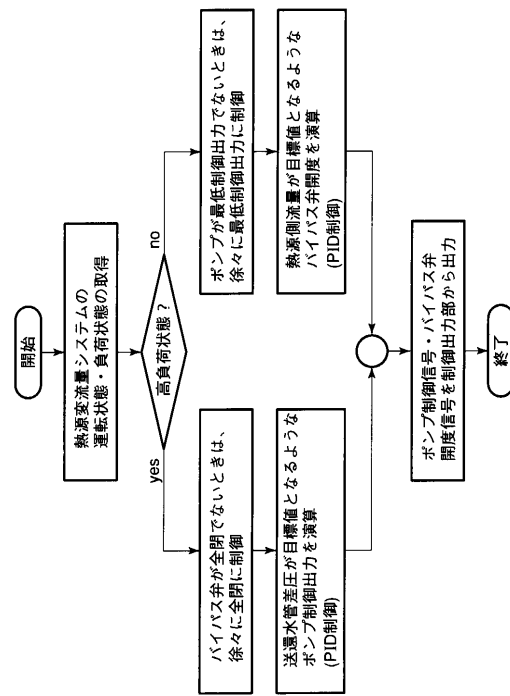 開始
熱源変流量システムの
運転状態・負荷状態の取得
高負荷状態?
yes
no
バイパス弁が全閉でないときは、
徐々に全閉に制御
送還水管差圧が目標値となるような
ポンプ制御出力を演算
(PID制御)
ポンプが最低制御出力でないときは、
徐々に最低制御出力に制御
熱源側流量が目標値となるような
バイパス弁開度を演算
(PID制御)
ポンプ制御信号・バイパス弁
開度信号を制御出力部から出力
終了